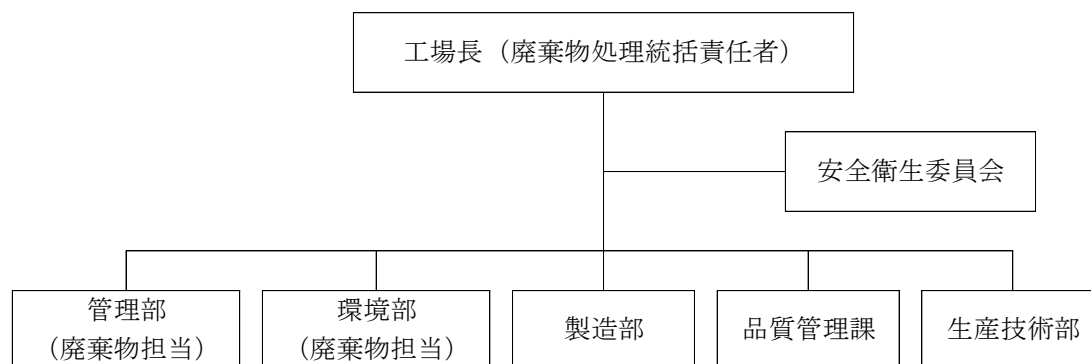 工場長（廃棄物処理統括責任者）
安全衛生委員会
管理部
（廃棄物担当）
環境部
（廃棄物担当）
製造部
品質管理課
生産技術部